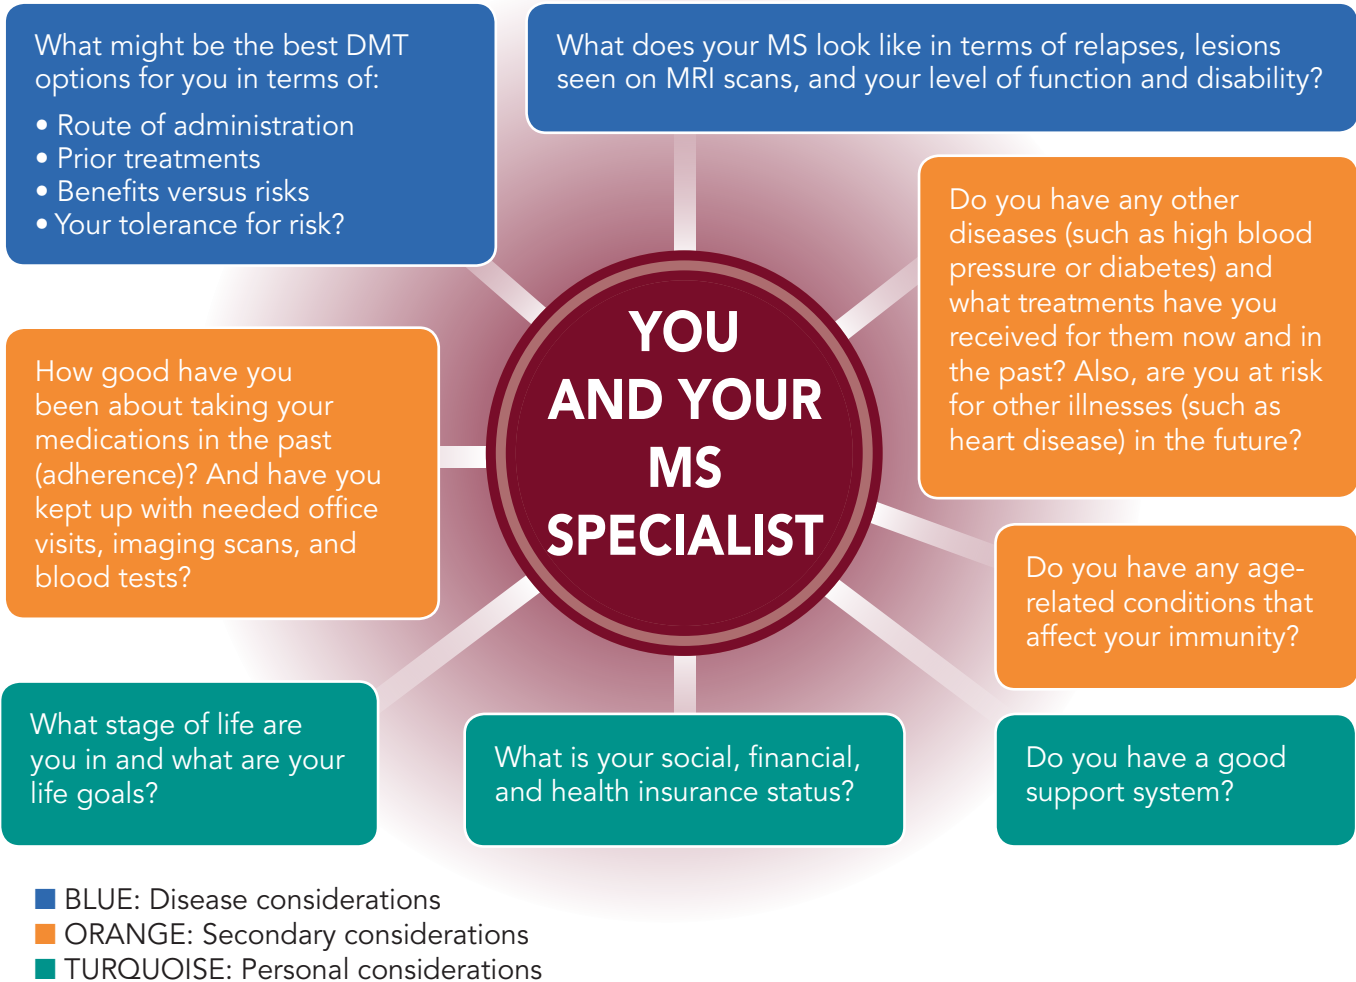 What might be the best DMT
options for you in terms of:
• Route of administration
• Prior treatments
• Benefits versus risks
• Your tolerance for risk?
What does your MS look like in terms of relapses, lesions
seen on MRI scans, and your level of function and disability?
Do you have any other
diseases (such as high blood
pressure or diabetes) and
what treatments have you
received for them now and in
the past? Also, are you at risk
for other illnesses (such as
heart disease) in the future?
YOU
AND YOUR
MS
SPECIALIST
How good have you
been about taking your
medications in the past
(adherence)? And have you
kept up with needed office
visits, imaging scans, and
blood tests?
Do you have any age-
related conditions that
affect your immunity?
What stage of life are
you in and what are your
life goals?
What is your social, financial,
and health insurance status?
Do you have a good
support system?
BLUE: Disease considerations
ORANGE: Secondary considerations
TURQUOISE: Personal considerations